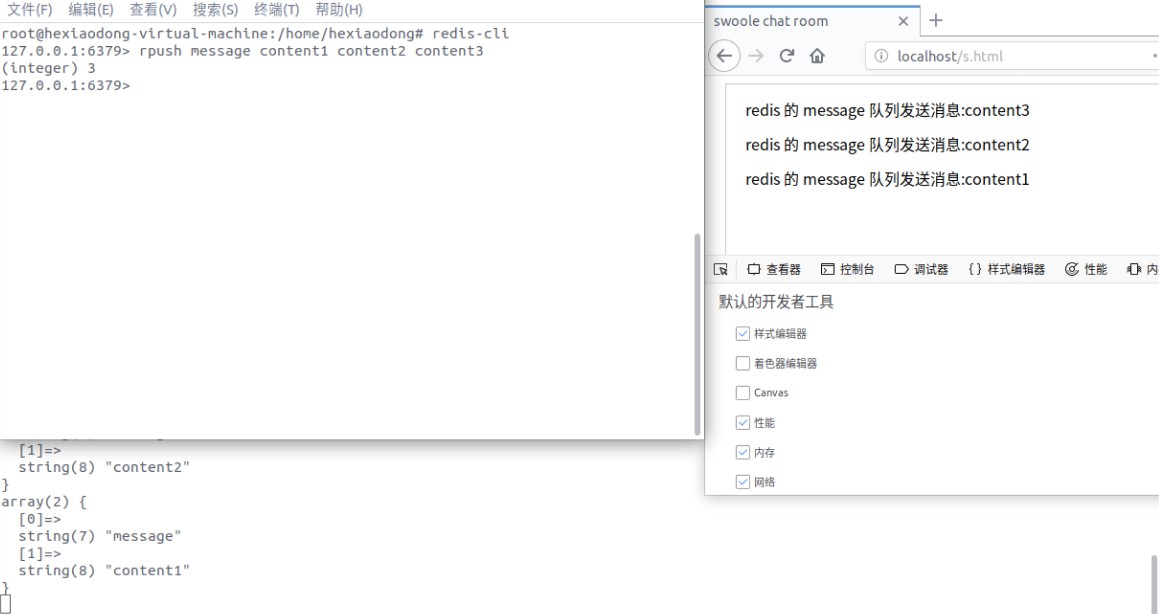 文件(F) 编辑(E) 查看(V) 搜索(S) 终端(T) 帮助(H)
root@hexiaodong-virtual-machine:/home/hexiaodong# redis-cli
127.0.0.1:6379> rpush message content1 content2 content3
(integer) 3
127.0.0.1:6379>
swoole chat room
localhost/s.html
redis 的 message 队列发送消息:content3
redis 的 message 队列发送消息:content2
redis 的 message 队列发送消息:content1
查看器 控制台 调试器 {} 样式编辑器 性能 内
默认的开发者工具
样式编辑器
着色器编辑器
Canvas
性能
内存
网络
[1]=>
string(8) "content2"
}
array(2) {
[0]=>
string(7) "message"
[1]=>
string(8) "content1"
}